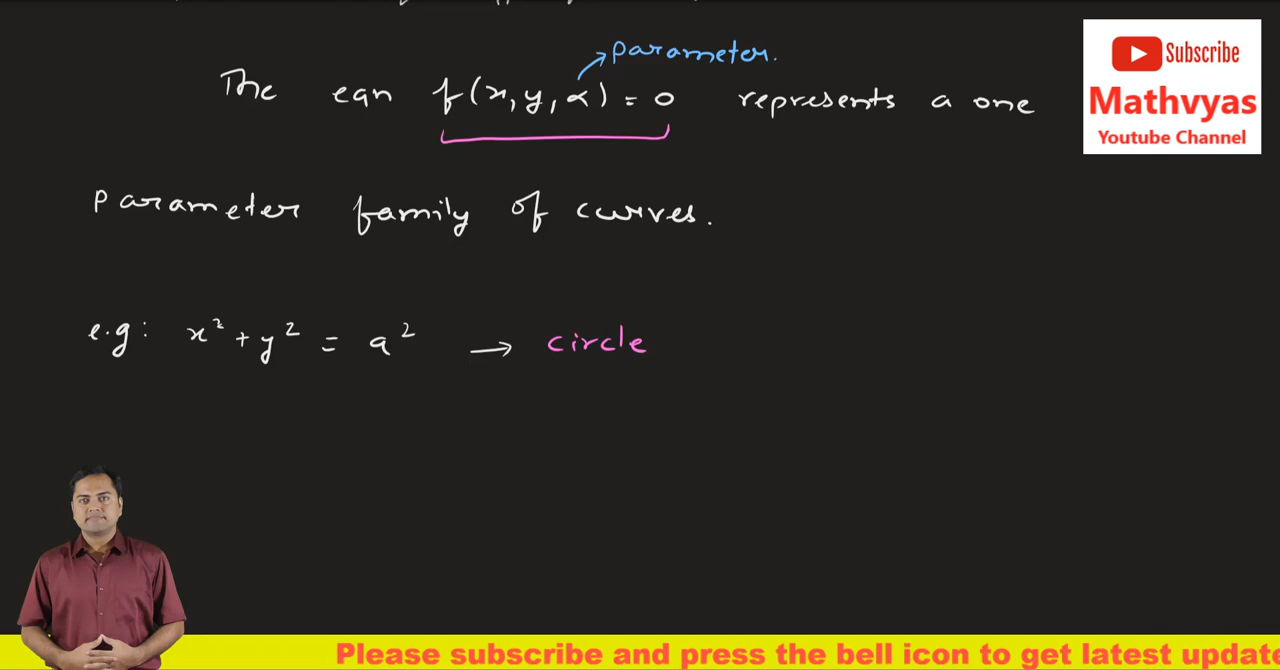 parameter.
The eqn f(x, y, α) = 0 represents a one
parameter family of curves.
e.g: x² + y² = a² → circle
Subscribe
Mathvyas
Youtube Channel
Please subscribe and press the bell icon to get latest update